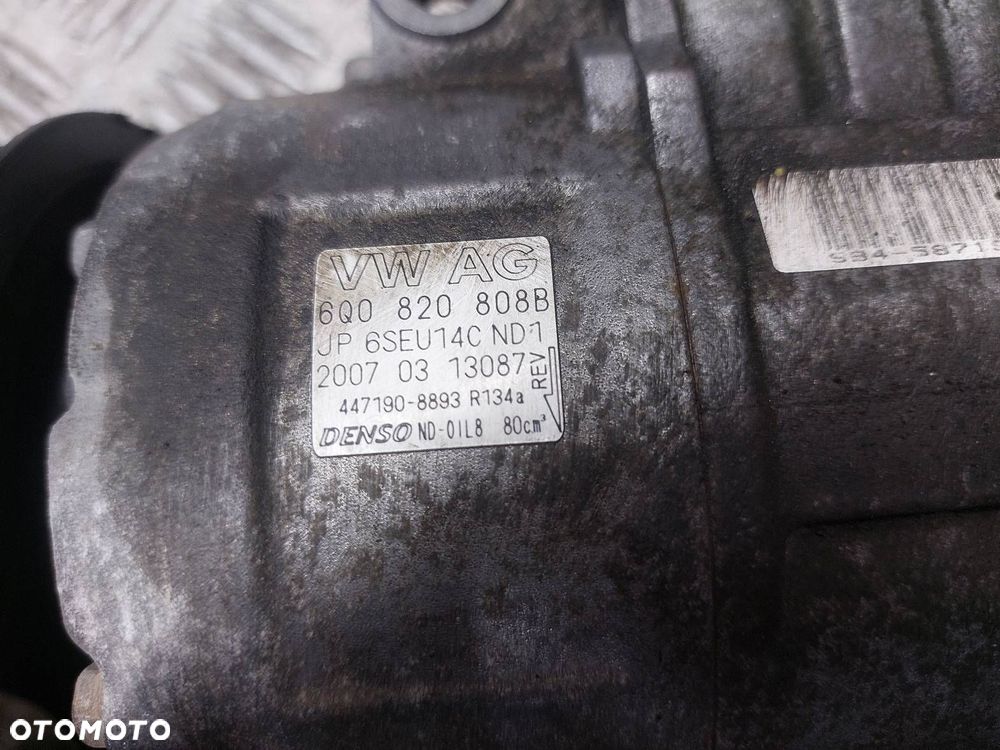 VW AG
6Q0 820 808B
JP 6SEU14C ND1
2007 03 13087
REV
447190-8893 R134a
DENSO ND-OIL8 80cm³
OTOMOTO